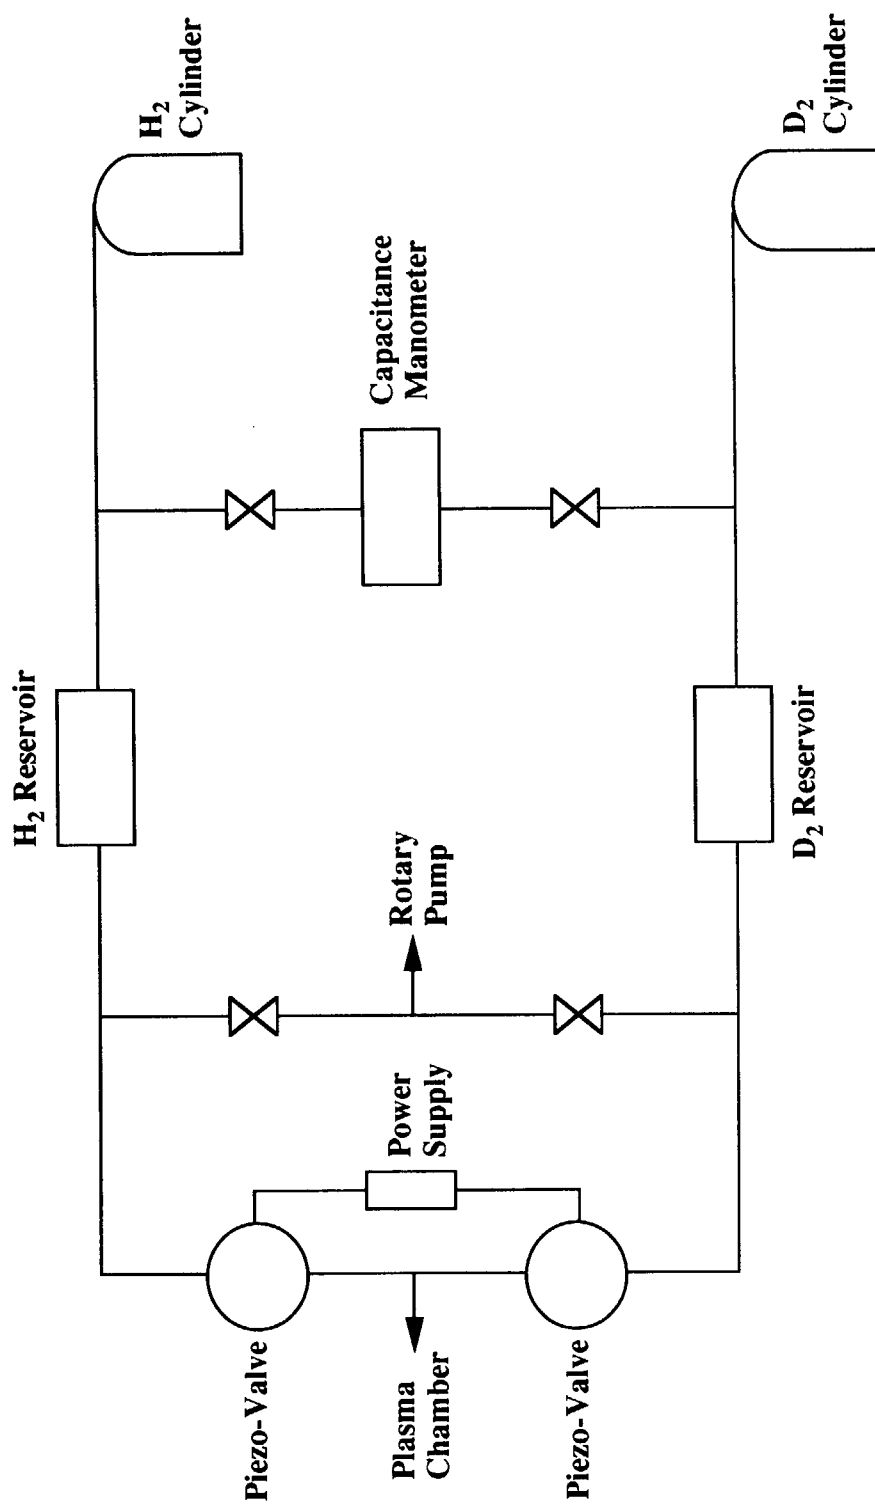 H₂
Cylinder
H₂ Reservoir
Capacitance
Manometer
D₂
Cylinder
D₂ Reservoir
Rotary
Pump
Power
Supply
Piezo-Valve
Plasma
Chamber
Piezo-Valve